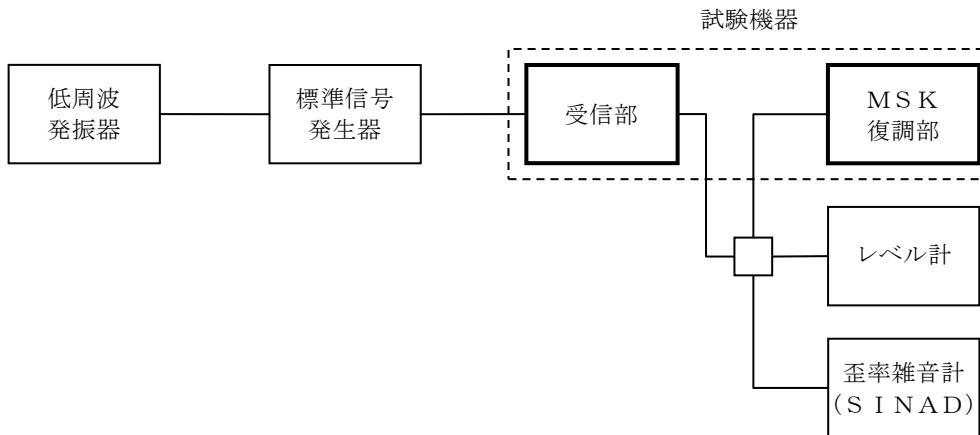 試験機器
低周波
発振器
標準信号
発生器
受信部
ＭＳＫ
復調部
レベル計
歪率雑音計
(ＳＩＮＡＤ)